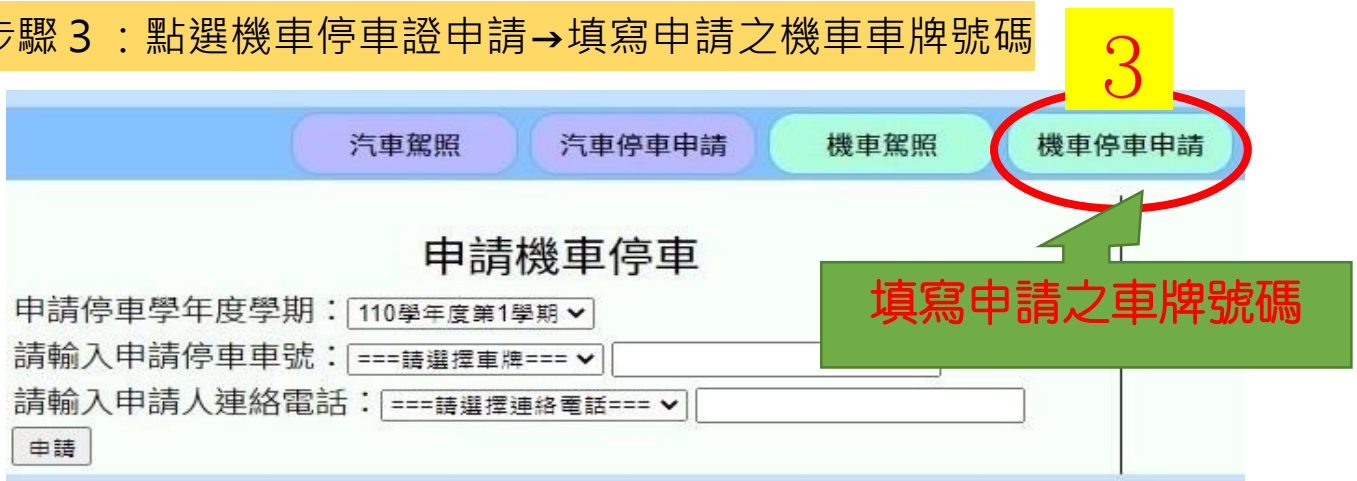 步驟3：點選機車停車證申請→填寫申請之機車車牌號碼
3
汽車駕照 汽車停車申請 機車駕照 機車停車申請
申請機車停車
填寫申請之車牌號碼
申請停車學年度學期：110學年度第1學期
請輸入申請停車車號：===請選擇車牌===
請輸入申請人連絡電話：===請選擇連絡電話===
申請